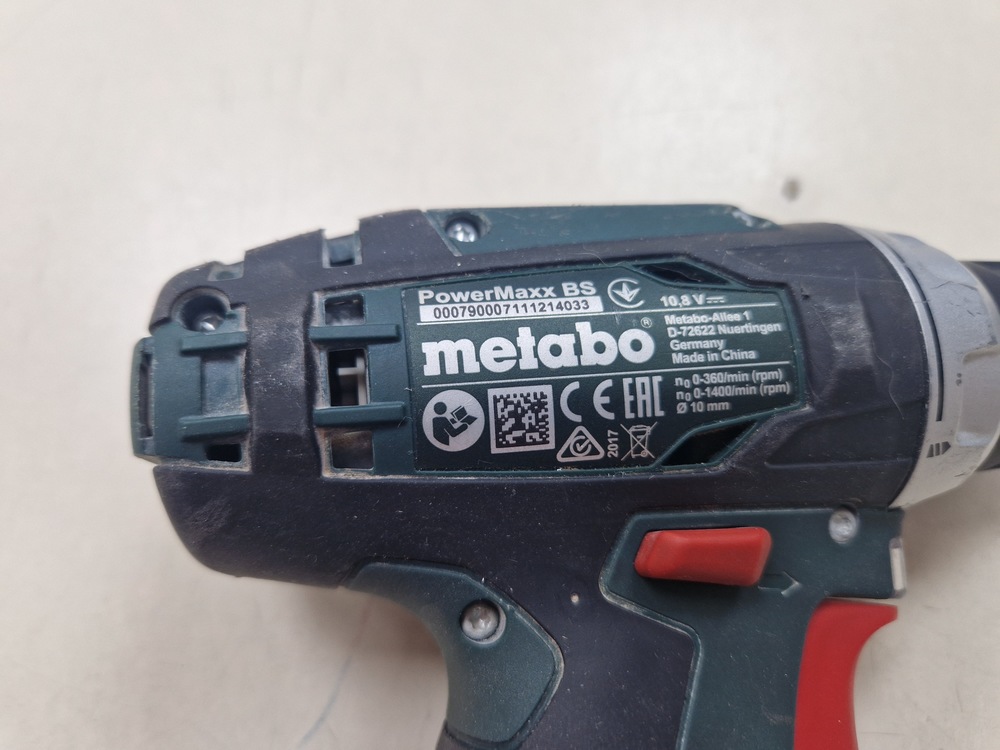 PowerMaxx BS
000790007111214033
metabo®
10,8 V⎓
Metabo-Allee 1
D-72622 Nuertingen
Germany
Made in China
n0 0-360/min (rpm)
n0 0-1400/min (rpm)
Ø 10 mm
CE EAC
2017